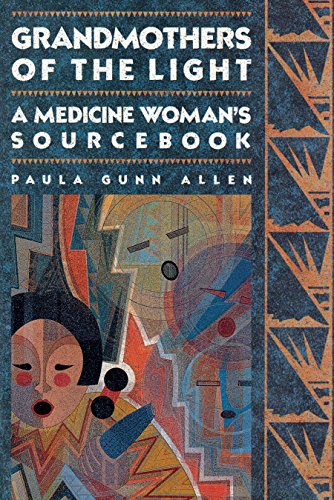 GRANDMOTHERS
OF THE LIGHT
A MEDICINE WOMAN'S
SOURCEBOOK
PAULA GUNN ALLEN